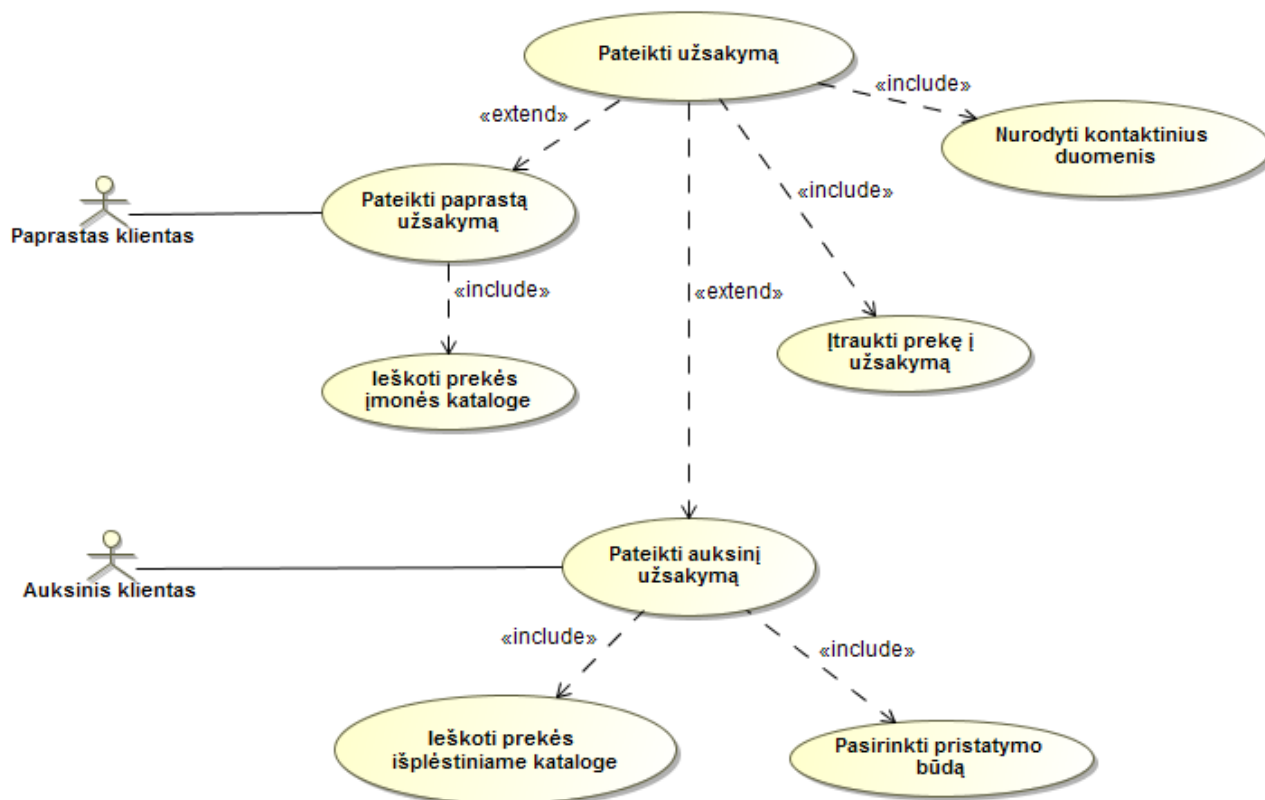 Pateikti užsakymą
«include»
«extend»
Nurodyti kontaktinius
duomenis
Pateikti paprastą
užsakymą
«include»
Paprastas klientas
«include»
«extend»
Įtraukti prekę į
užsakymą
Ieškoti prekės
įmonės kataloge
Pateikti auksinį
užsakymą
Auksinis klientas
«include»
«include»
Ieškoti prekės
išplėstiniame kataloge
Pasirinkti pristatymo
būdą